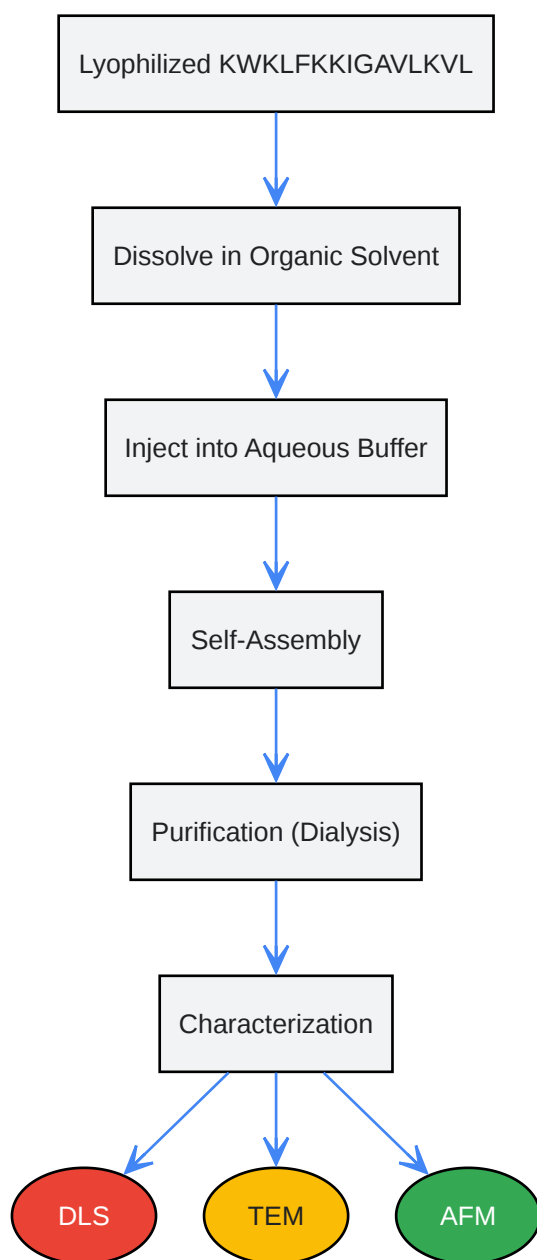 Lyophilized KWKLFKKIGAVLKVL
Dissolve in Organic Solvent
Inject into Aqueous Buffer
Self-Assembly
Purification (Dialysis)
Characterization
DLS
TEM
AFM